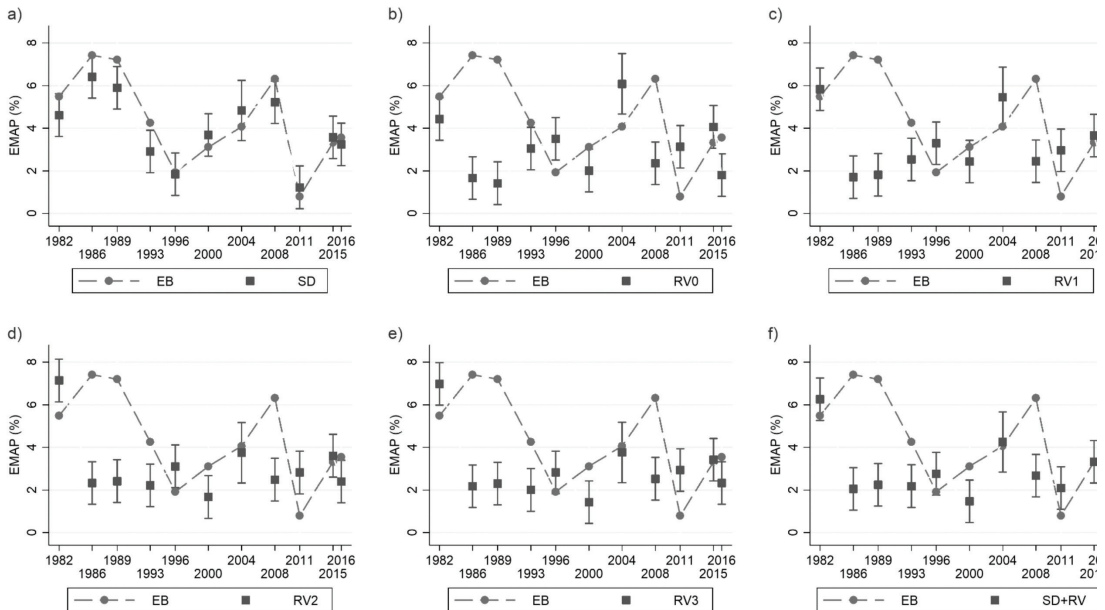 a)
EMAP (%)
8
6
4
2
0
1982 1989 1996 2004 2011 2016
1986 1993 2000 2008 2015
EB SD
b)
EMAP (%)
8
6
4
2
0
1982 1989 1996 2004 2011 2016
1986 1993 2000 2008 2015
EB RV0
c)
EMAP (%)
8
6
4
2
0
1982 1989 1996 2004 2011
1986 1993 2000 2008
EB RV1
d)
EMAP (%)
8
6
4
2
0
1982 1989 1996 2004 2011 2016
1986 1993 2000 2008 2015
EB RV2
e)
EMAP (%)
8
6
4
2
0
1982 1989 1996 2004 2011 2016
1986 1993 2000 2008 2015
EB RV3
f)
EMAP (%)
8
6
4
2
0
1982 1989 1996 2004 2011
1986 1993 2000 2008
EB SD+RV